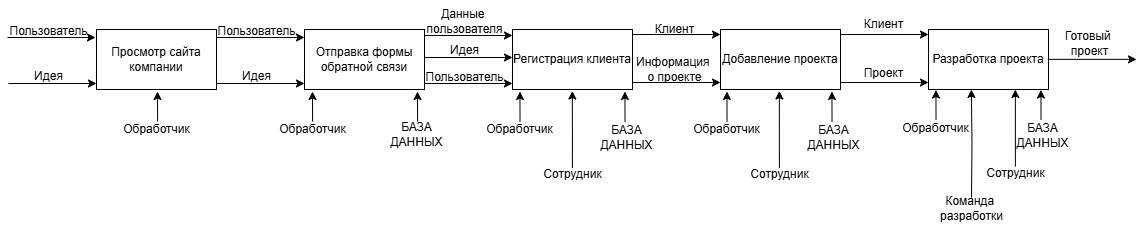 Пользователь
Идея
Просмотр сайта
компании
Обработчик
Пользователь
Идея
Отправка формы
обратной связи
Обработчик
БАЗА
ДАННЫХ
Данные
пользователя
Идея
Пользователь
Регистрация клиента
Обработчик
Сотрудник
БАЗА
ДАННЫХ
Клиент
Информация
о проекте
Добавление проекта
Обработчик
Сотрудник
БАЗА
ДАННЫХ
Клиент
Проект
Разработка проекта
Обработчик
Команда
разработки
Сотрудник
БАЗА
ДАННЫХ
Готовый
проект